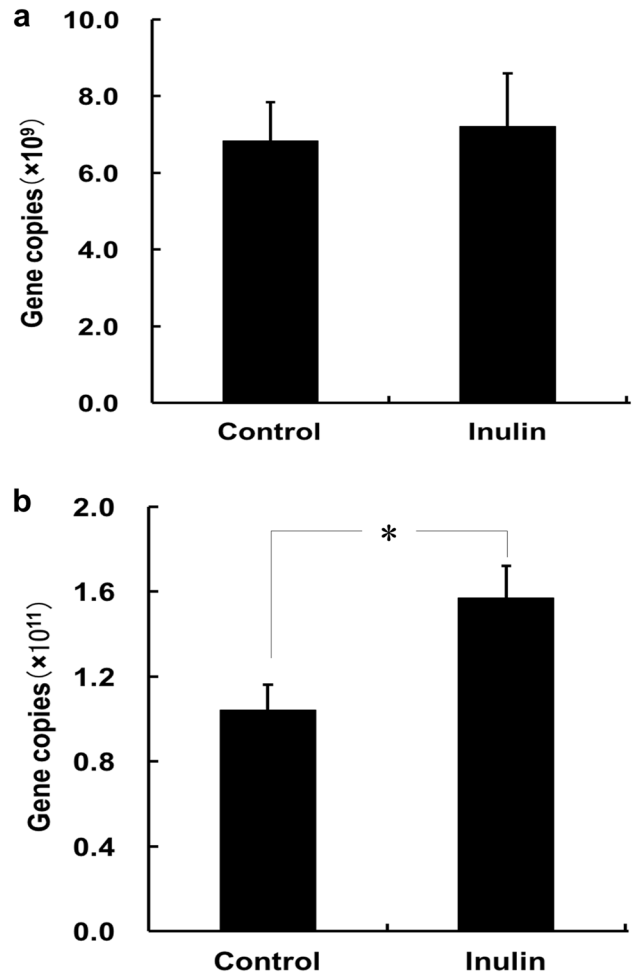 a
Gene copies (×10⁹)
10.0
8.0
6.0
4.0
2.0
0.0
Control Inulin
b
Gene copies (×10¹¹)
2.0
1.6
1.2
0.8
0.4
0.0
*
Control Inulin